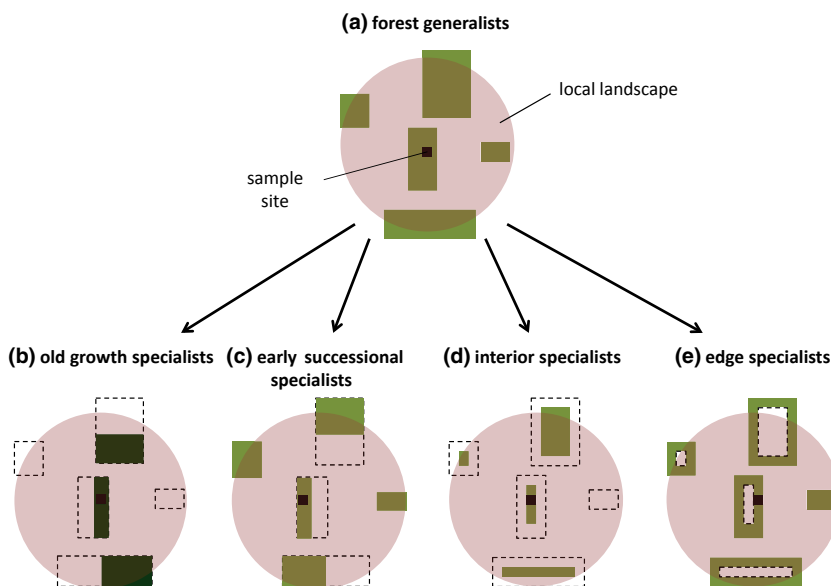 (a) forest generalists
local landscape
sample
site
(b) old growth specialists
(c) early successional
specialists
(d) interior specialists
(e) edge specialists